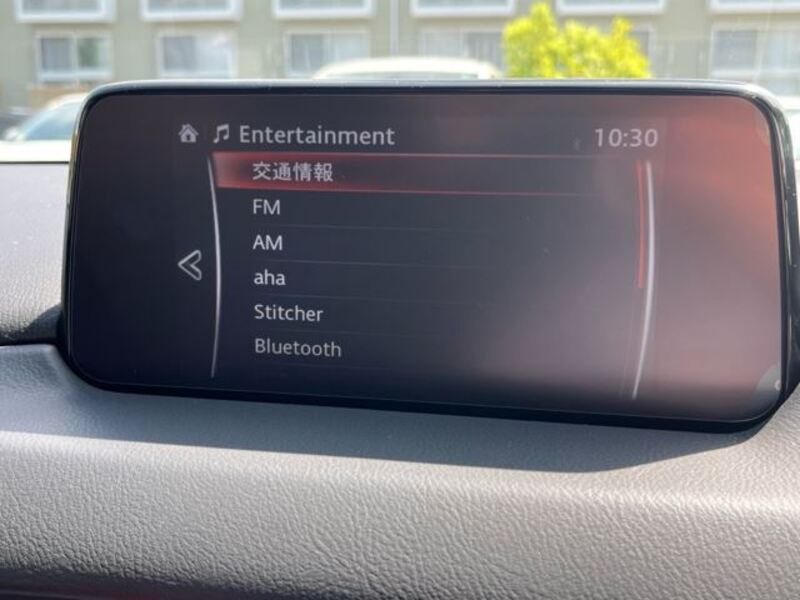 Entertainment 10:30
交通情報
FM
AM
aha
Stitcher
Bluetooth